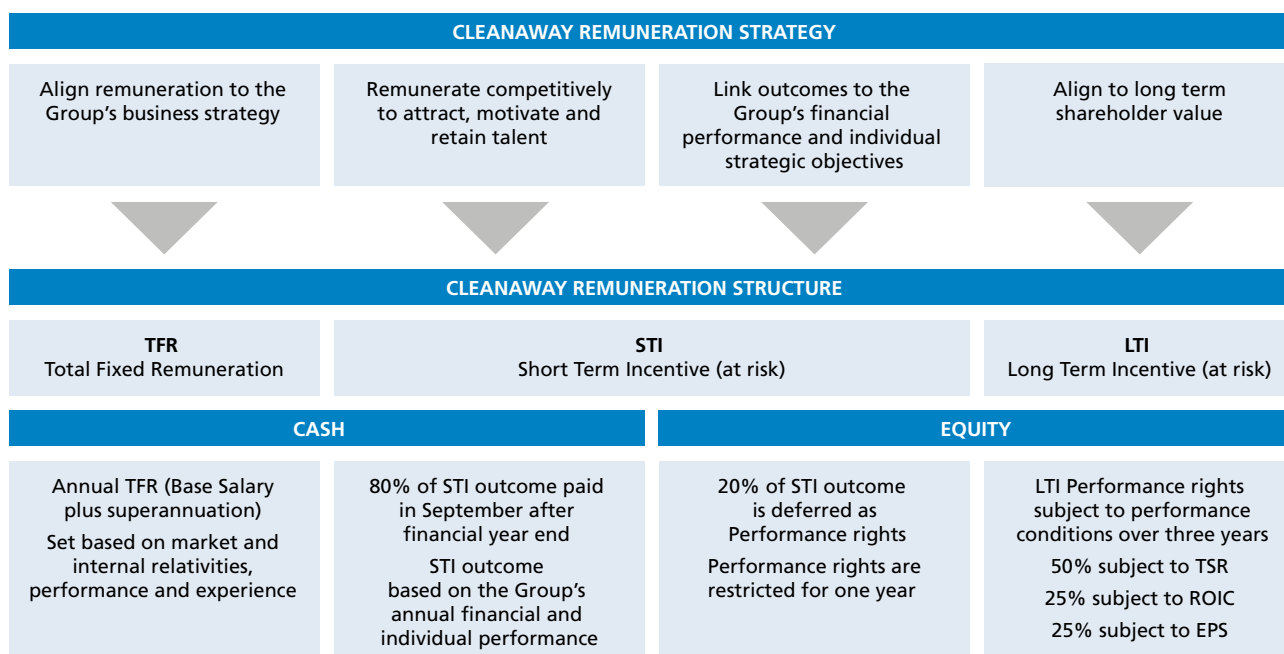 CLEANAWAY REMUNERATION STRATEGY
Align remuneration to the
Group's business strategy
Remunerate competitively
to attract, motivate and
retain talent
Link outcomes to the
Group's financial
performance and individual
strategic objectives
Align to long term
shareholder value
CLEANAWAY REMUNERATION STRUCTURE
TFR
Total Fixed Remuneration
STI
Short Term Incentive (at risk)
LTI
Long Term Incentive (at risk)
CASH
EQUITY
Annual TFR (Base Salary
plus superannuation)
Set based on market and
internal relativities,
performance and experience
80% of STI outcome paid
in September after
financial year end
STI outcome
based on the Group's
annual financial and
individual performance
20% of STI outcome
is deferred as
Performance rights
Performance rights are
restricted for one year
LTI Performance rights
subject to performance
conditions over three years
50% subject to TSR
25% subject to ROIC
25% subject to EPS